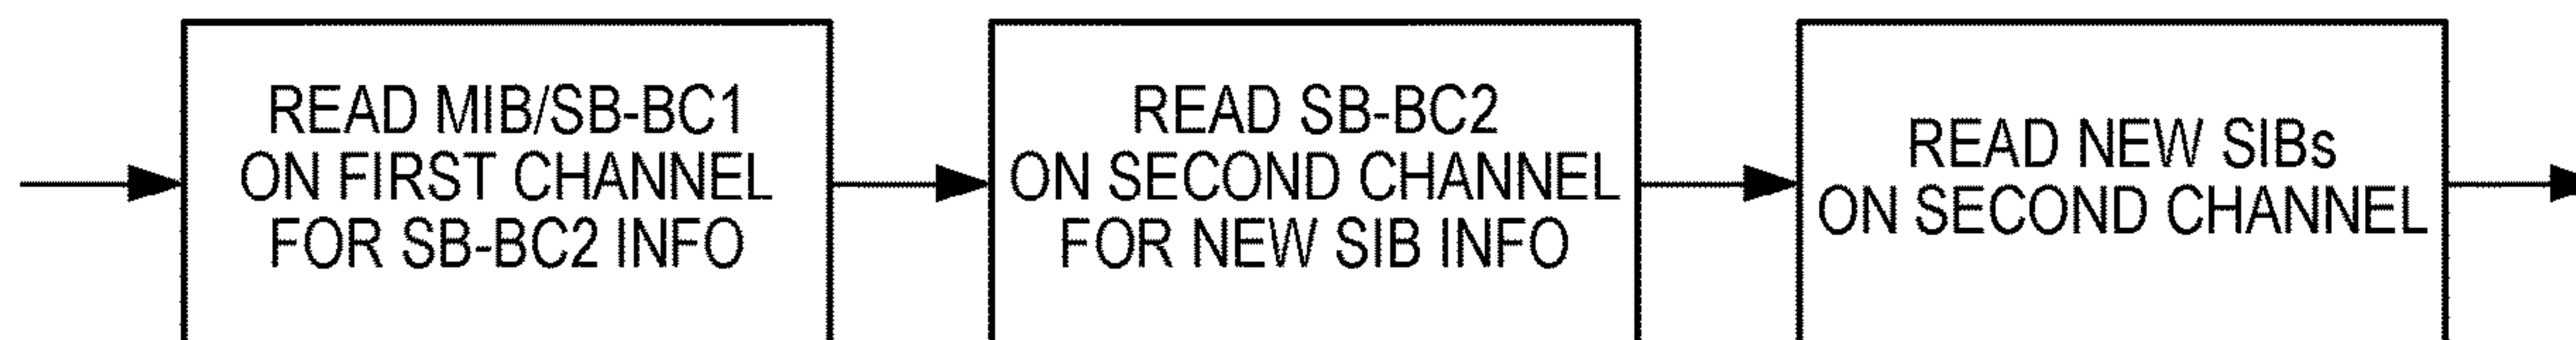 READ MIB/SB-BC1
ON FIRST CHANNEL
FOR SB-BC2 INFO
READ SB-BC2
ON SECOND CHANNEL
FOR NEW SIB INFO
READ NEW SIBs
ON SECOND CHANNEL